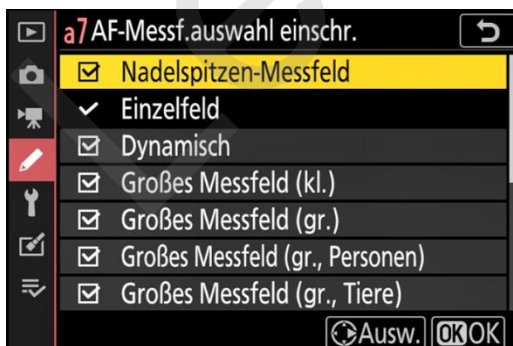 a7 AF-Messf.auswahl einschr.
Nadelspitzen-Messfeld
Einzelfeld
Dynamisch
Großes Messfeld (kl.)
Großes Messfeld (gr.)
Großes Messfeld (gr., Personen)
Großes Messfeld (gr., Tiere)
Ausw. OK OK